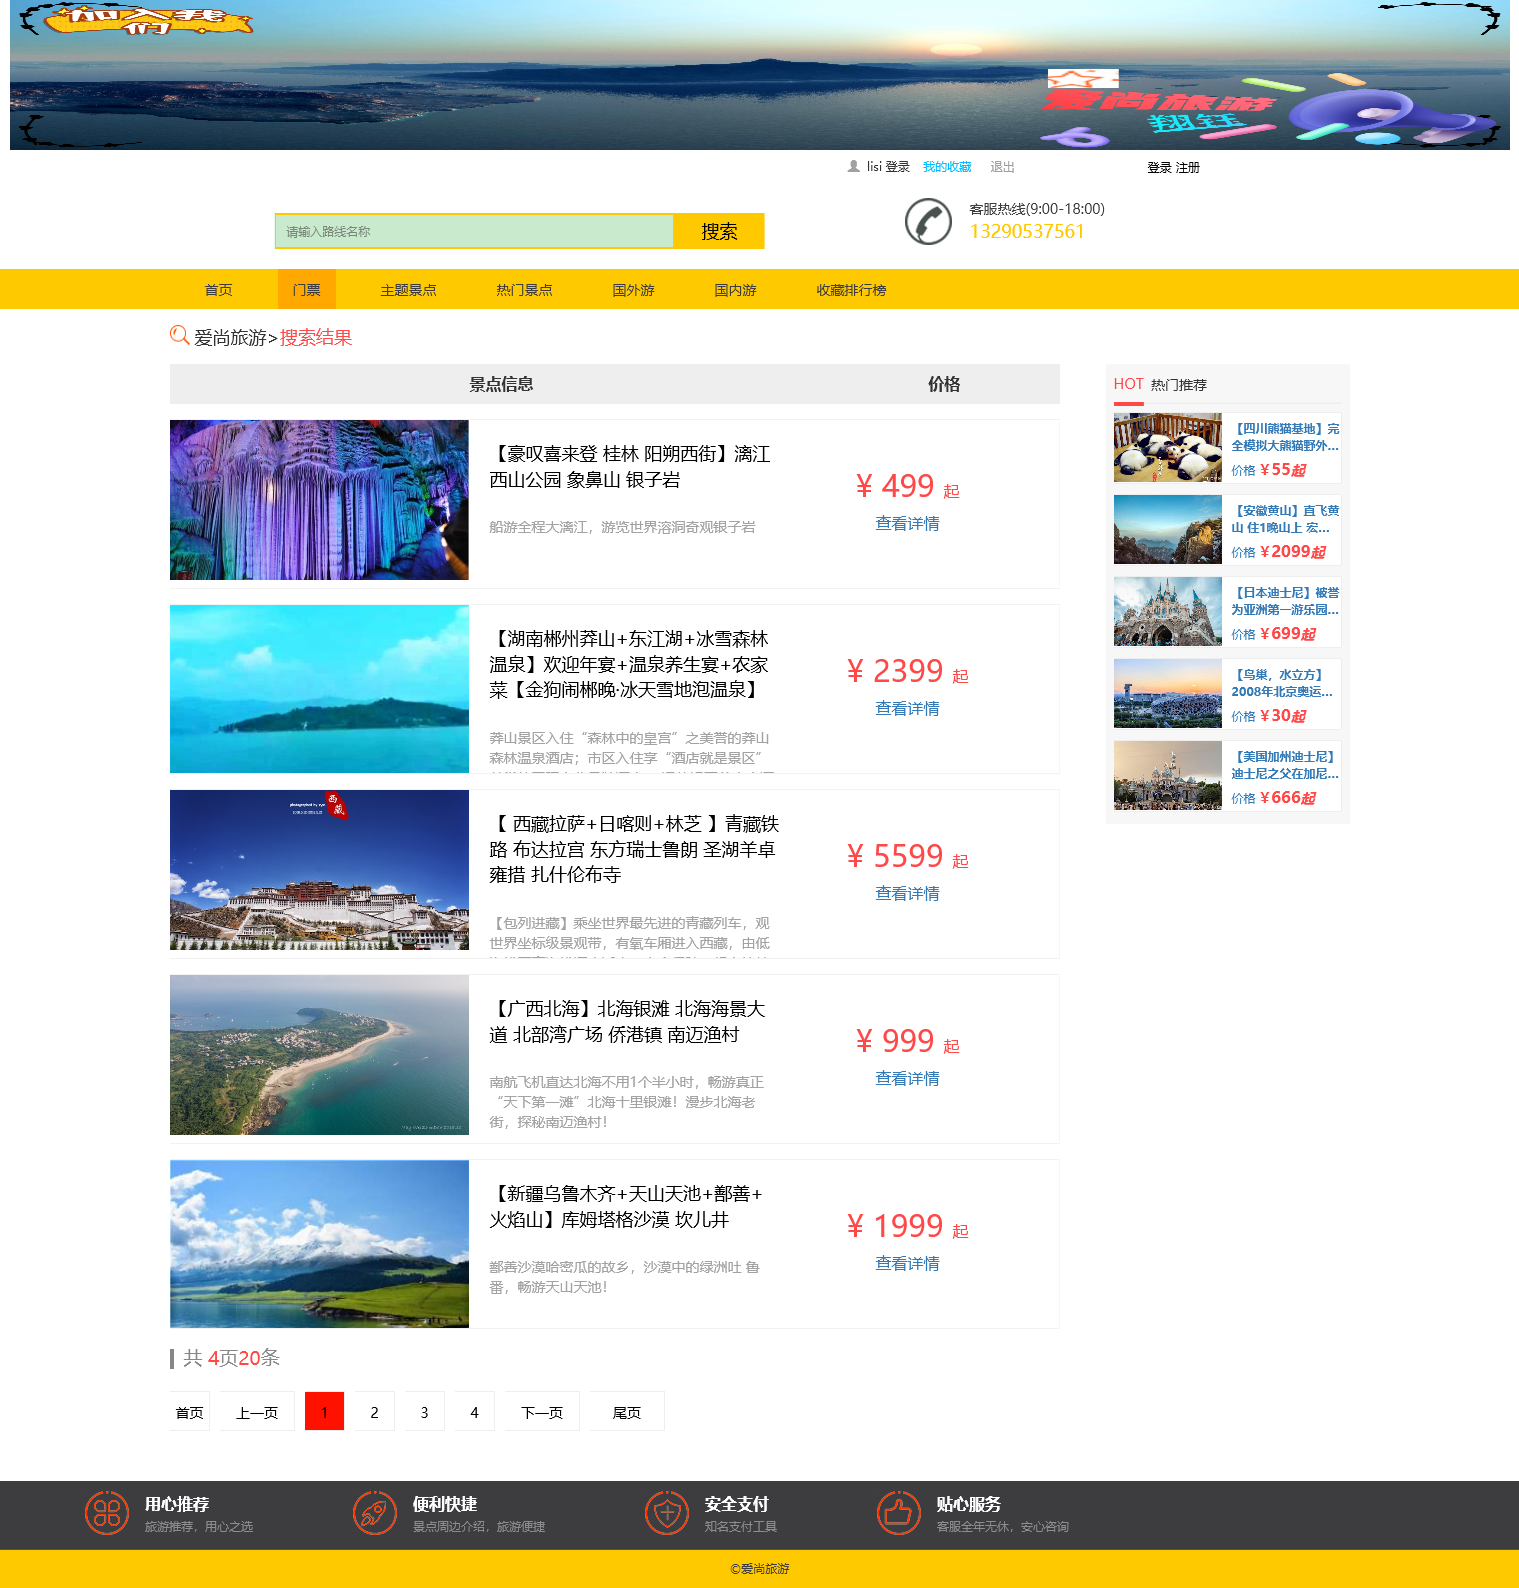 加入我
们
爱尚旅游
翔钰
lisi 登录 我的收藏 退出 登录 注册
请输入路线名称 搜索
客服热线(9:00-18:00)
13290537561
首页 门票 主题景点 热门景点 国外游 国内游 收藏排行榜
爱尚旅游>搜索结果
景点信息 价格
【豪叹喜来登 桂林 阳朔西街】漓江
西山公园 象鼻山 银子岩
船游全程大漓江，游览世界溶洞奇观银子岩
¥ 499 起
查看详情
【湖南郴州莽山+东江湖+冰雪森林
温泉】欢迎年宴+温泉养生宴+农家
菜【金狗闹郴晚·冰天雪地泡温泉】
莽山景区入住“森林中的皇宫”之美誉的莽山
森林温泉酒店；市区入住享“酒店就是景区”
¥ 2399 起
查看详情
photographed by
西藏
【 西藏拉萨+日喀则+林芝 】青藏铁
路 布达拉宫 东方瑞士鲁朗 圣湖羊卓
雍措 扎什伦布寺
【包列进藏】乘坐世界最先进的青藏列车，观
世界坐标级景观带，有氧车厢进入西藏，由低
¥ 5599 起
查看详情
【广西北海】北海银滩 北海海景大
道 北部湾广场 侨港镇 南迈渔村
南航飞机直达北海不用1个半小时，畅游真正
“天下第一滩”北海十里银滩！漫步北海老
街，探秘南迈渔村！
¥ 999 起
查看详情
【新疆乌鲁木齐+天山天池+鄯善+
火焰山】库姆塔格沙漠 坎儿井
鄯善沙漠哈密瓜的故乡，沙漠中的绿洲吐 鲁
番，畅游天山天池！
¥ 1999 起
查看详情
HOT 热门推荐
【四川熊猫基地】完
全模拟大熊猫野外...
价格 ¥55起
【安徽黄山】直飞黄
山 住1晚山上 宏...
价格 ¥2099起
【日本迪士尼】被誉
为亚洲第一游乐园...
价格 ¥699起
【鸟巢，水立方】
2008年北京奥运...
价格 ¥30起
【美国加州迪士尼】
迪士尼之父在加尼...
价格 ¥666起
共 4页20条
首页 上一页 1 2 3 4 下一页 尾页
用心推荐
旅游推荐，用心之选
便利快捷
景点周边介绍，旅游便捷
安全支付
知名支付工具
贴心服务
客服全年无休，安心咨询
©爱尚旅游